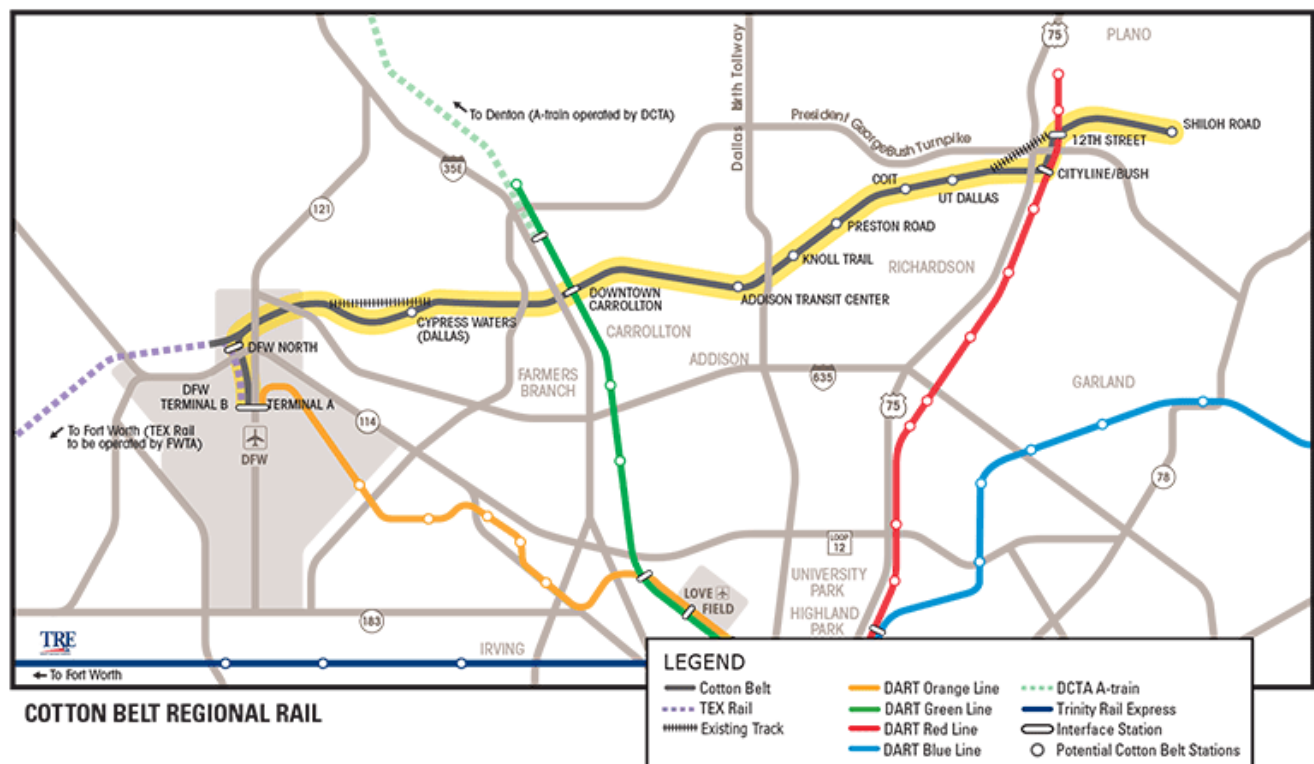 75
PLANO
Dallas North Tollway
To Denton (A-train operated by DCTA)
President George Bush Turnpike
SHILOH ROAD
12TH STREET
35E
COIT
CITYLINE/BUSH
UT DALLAS
121
PRESTON ROAD
KNOLL TRAIL
RICHARDSON
DOWNTOWN
CARROLLTON
ADDISON TRANSIT CENTER
CYPRESS WATERS
(DALLAS)
CARROLLTON
DFW NORTH
ADDISON
FARMERS
BRANCH
635
GARLAND
DFW
TERMINAL B
TERMINAL A
75
114
To Fort Worth (TEX Rail
to be operated by FWTA)
DFW
78
LOOP
12
UNIVERSITY
PARK
LOVE
FIELD
HIGHLAND
PARK
183
TRE
IRVING
To Fort Worth
LEGEND
Cotton Belt
TEX Rail
Existing Track
DART Orange Line
DART Green Line
DART Red Line
DART Blue Line
DCTA A-train
Trinity Rail Express
Interface Station
Potential Cotton Belt Stations
COTTON BELT REGIONAL RAIL